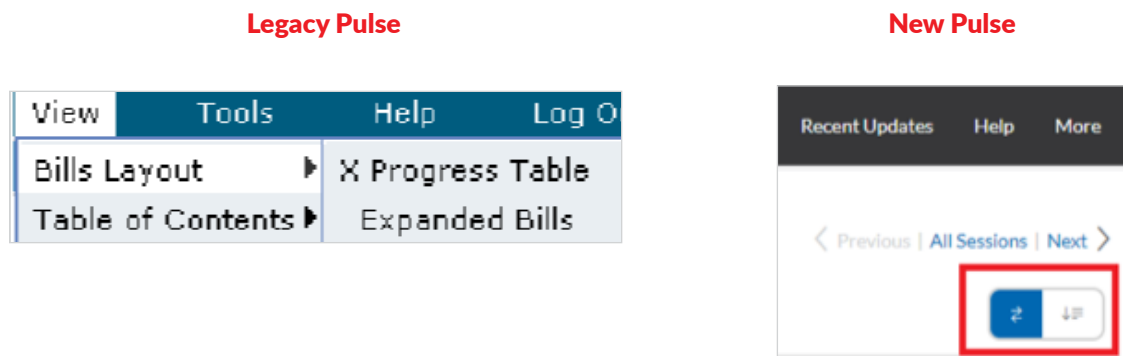 Legacy Pulse
New Pulse
View Tools Help Log O
Bills Layout X Progress Table
Table of Contents Expanded Bills
Recent Updates Help More
Previous | All Sessions | Next